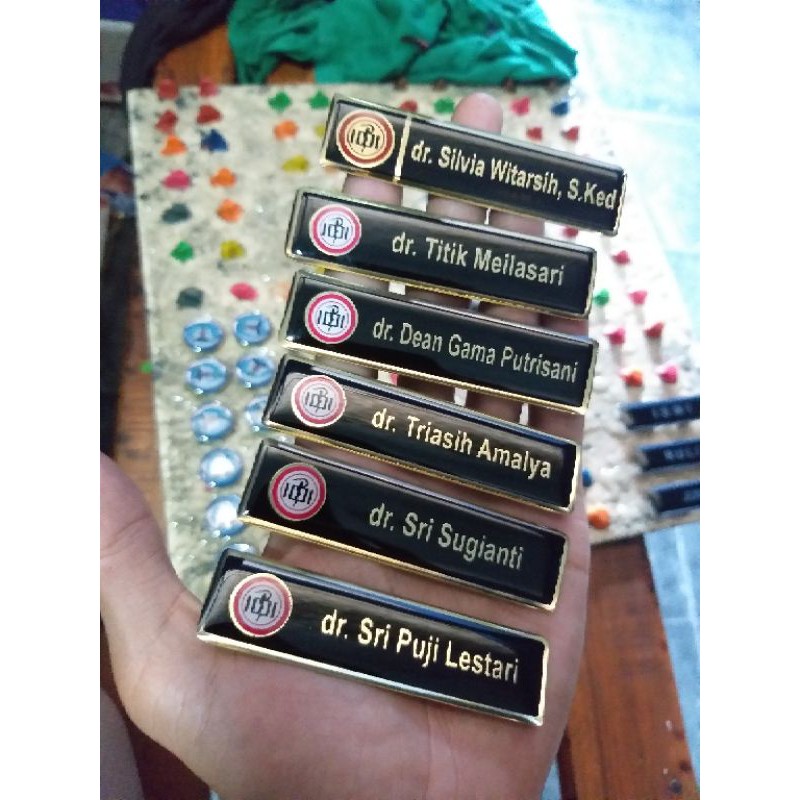 dr. Silvia Witarsih, S.Ked
dr. Titik Meilasari
dr. Dean Gama Putrisani
dr. Triasih Amalya
dr. Sri Sugianti
dr. Sri Puji Lestari